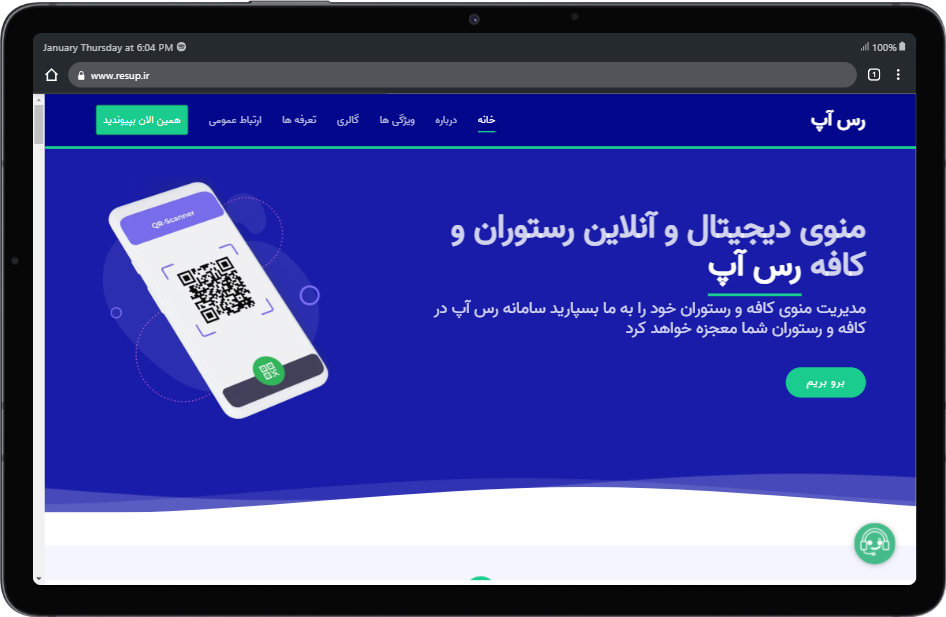 January Thursday at 6:04 PM
100%
www.resup.ir
1
رس آپ
خانه
درباره
ویژگی ها
گالری
تعرفه ها
ارتباط عمومی
همین الان بپیوندید
منوی دیجیتال و آنلاین رستوران و
کافه رس آپ
مدیریت منوی کافه و رستوران خود را به ما بسپارید سامانه رس آپ در
کافه و رستوران شما معجزه خواهد کرد
برو بریم
QR-Scanner